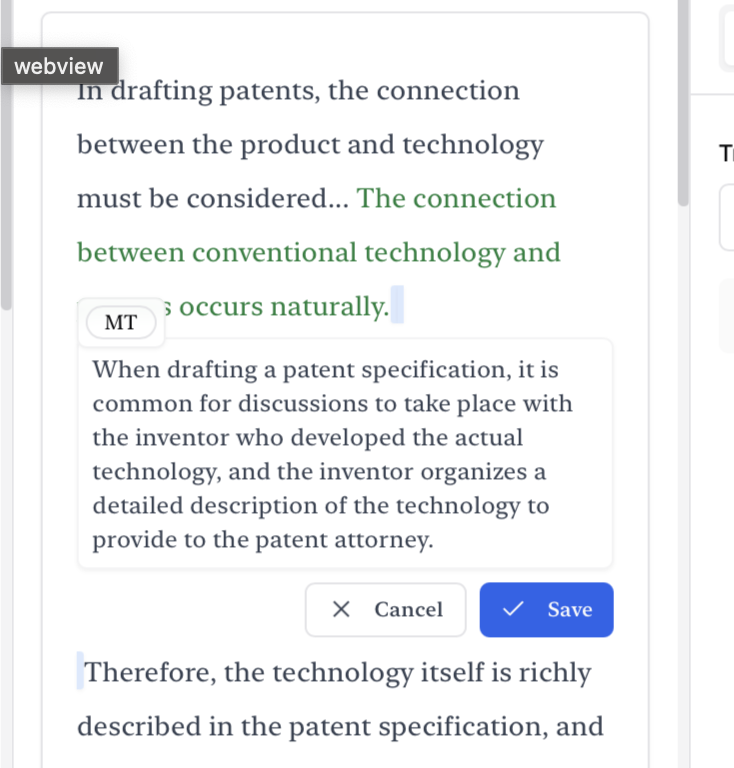 webview
In drafting patents, the connection
between the product and technology
must be considered... The connection
between conventional technology and
s occurs naturally.
MT
When drafting a patent specification, it is
common for discussions to take place with
the inventor who developed the actual
technology, and the inventor organizes a
detailed description of the technology to
provide to the patent attorney.
Cancel
Save
Therefore, the technology itself is richly
described in the patent specification, and